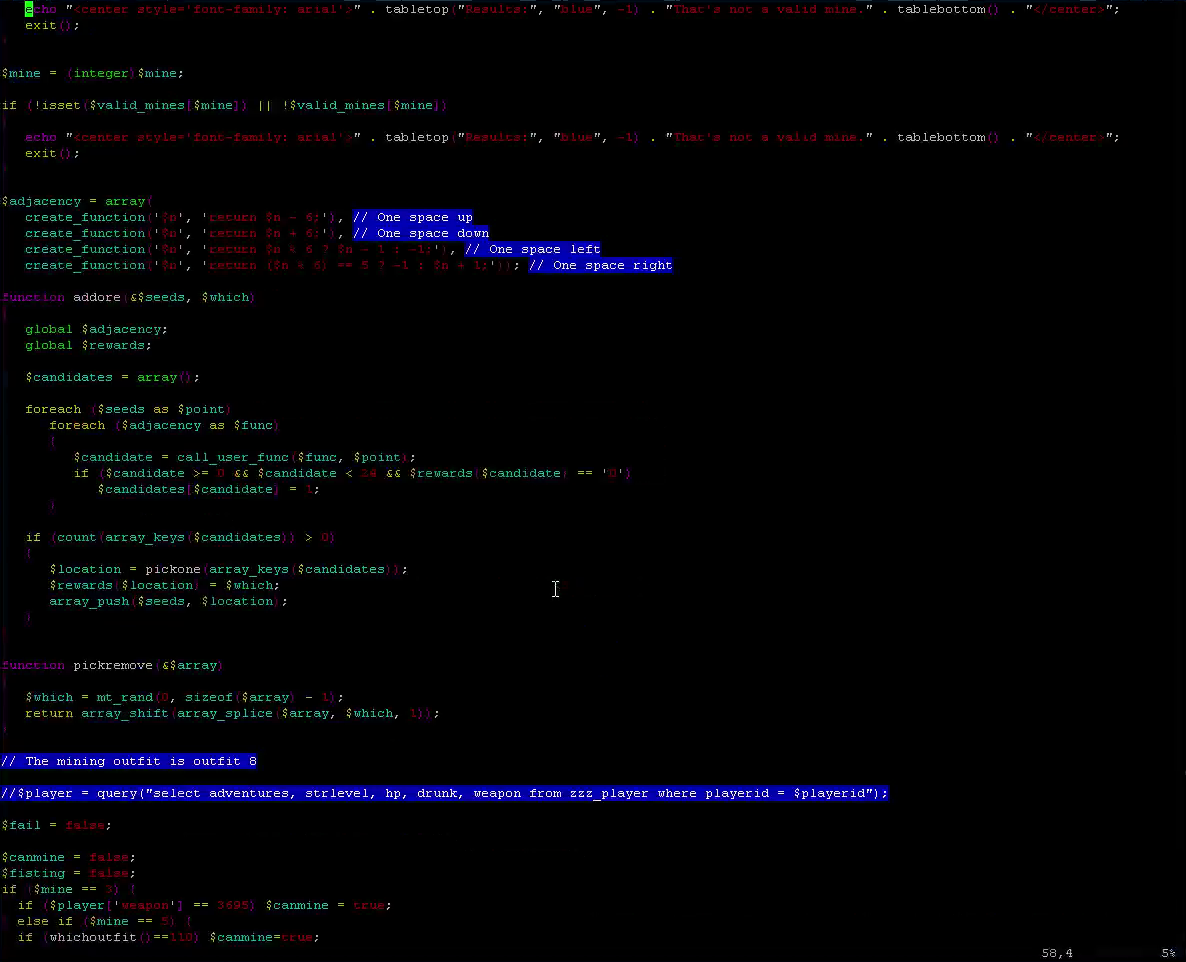 echo "<center style='font-family: arial'>" . tabletop("Results:", "blue", -1) . "That's not a valid mine." . tablebottom() . "</center>";
exit();
}
$mine = (integer)$mine;
if (!isset($valid_mines[$mine]) || !$valid_mines[$mine])
{
echo "<center style='font-family: arial'>" . tabletop("Results:", "blue", -1) . "That's not a valid mine." . tablebottom() . "</center>";
exit();
}
$adjacency = array(
create_function('$n', 'return $n - 6;'), // One space up
create_function('$n', 'return $n + 6;'), // One space down
create_function('$n', 'return $n % 6 ? $n - 1 : -1;'), // One space left
create_function('$n', 'return ($n % 6) == 5 ? -1 : $n + 1;')); // One space right
function addore(&$seeds, $which)
{
global $adjacency;
global $rewards;
$candidates = array();
foreach ($seeds as $point)
foreach ($adjacency as $func)
{
$candidate = call_user_func($func, $point);
if ($candidate >= 0 && $candidate < 24 && $rewards{$candidate} == '0')
$candidates[$candidate] = 1;
}
if (count(array_keys($candidates)) > 0)
{
$location = pickone(array_keys($candidates));
$rewards{$location} = $which;
array_push($seeds, $location);
}
}
function pickremove(&$array)
{
$which = mt_rand(0, sizeof($array) - 1);
return array_shift(array_splice($array, $which, 1));
}
// The mining outfit is outfit 8
//$player = query("select adventures, strlevel, hp, drunk, weapon from zzz_player where playerid = $playerid");
$fail = false;
$canmine = false;
$fisting = false;
if ($mine == 3) {
if ($player['weapon'] == 3695) $canmine = true;
else if ($mine == 5) {
if (whichoutfit()==110) $canmine=true;
58,4 5%